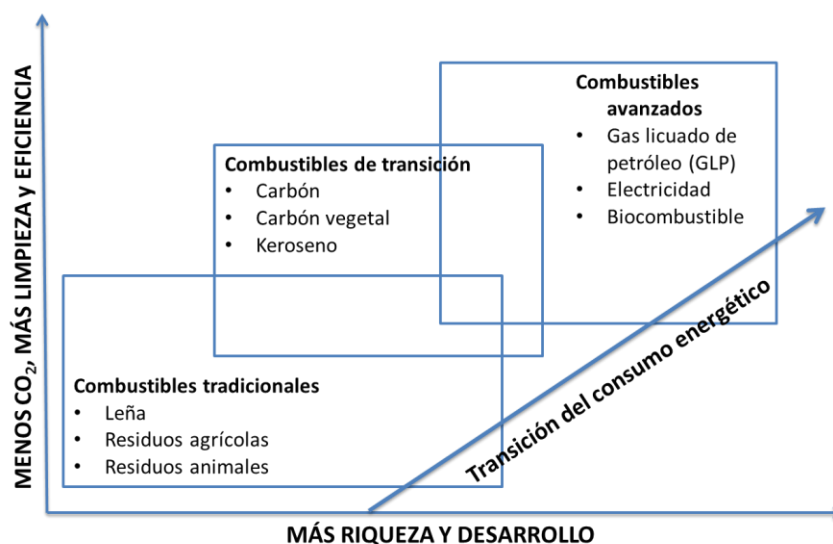 MENOS CO₂, MÁS LIMPIEZA y EFICIENCIA
Combustibles
avanzados
• Gas licuado de
petróleo (GLP)
• Electricidad
• Biocombustible
Combustibles de transición
• Carbón
• Carbón vegetal
• Keroseno
Combustibles tradicionales
• Leña
• Residuos agrícolas
• Residuos animales
Transición del consumo energético
MÁS RIQUEZA Y DESARROLLO